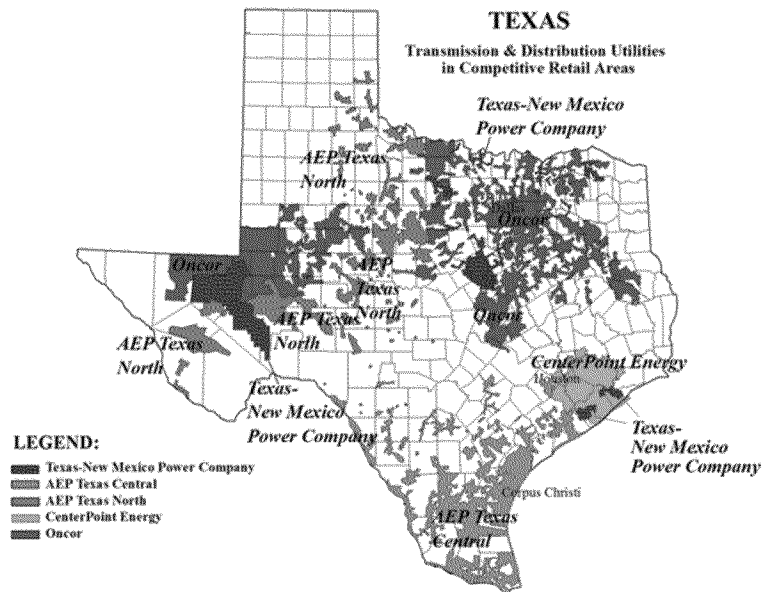 TEXAS
Transmission & Distribution Utilities
in Competitive Retail Areas
Texas-New Mexico
Power Company
AEP Texas
North
Oncor
Oncor
AEP
Texas
North
AEP Texas
North
Oncor
AEP Texas
North
CenterPoint Energy
Houston
Texas-
New Mexico
Power Company
Texas-
New Mexico
Power Company
LEGEND:
Texas-New Mexico Power Company
AEP Texas Central
AEP Texas North
CenterPoint Energy
Oncor
Corpus Christi
AEP Texas
Central